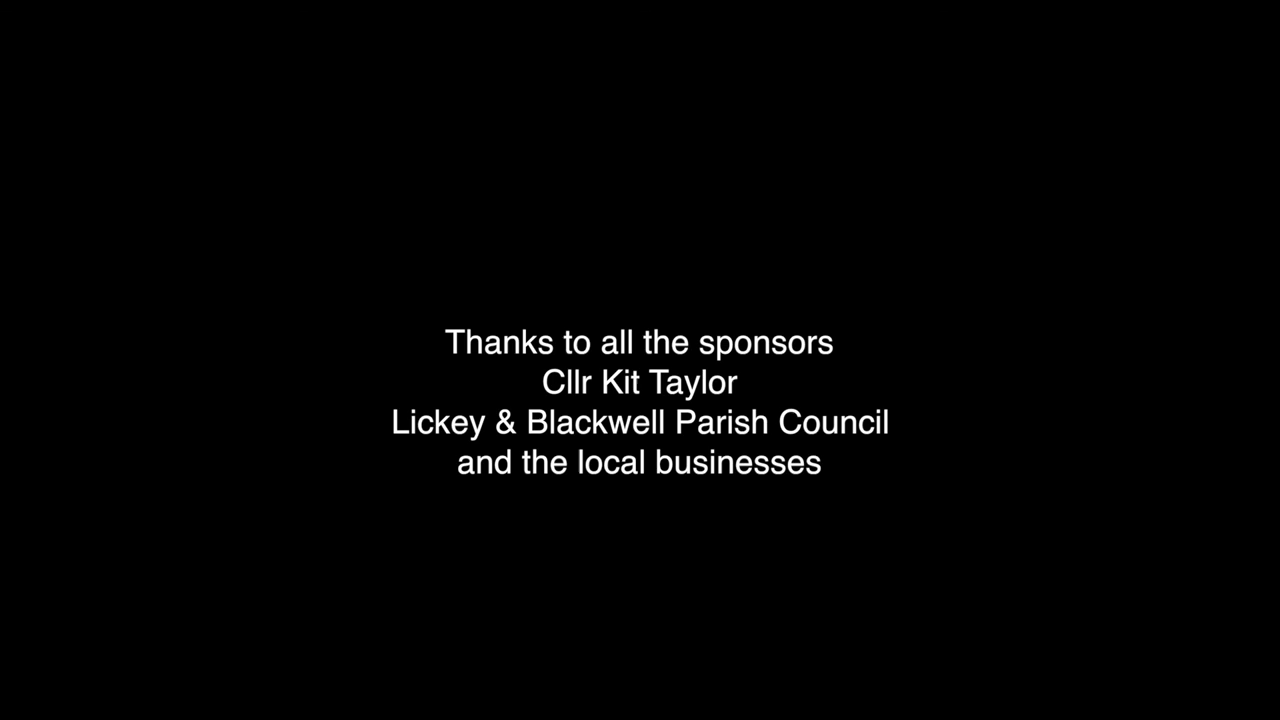 Thanks to all the sponsors
Cllr Kit Taylor
Lickey & Blackwell Parish Council
and the local businesses